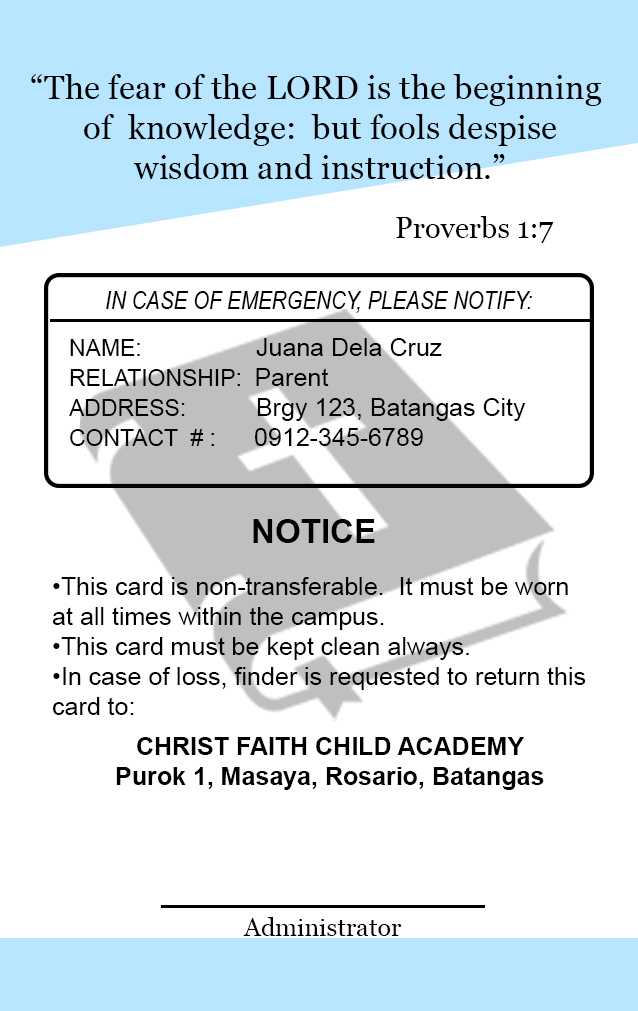 “The fear of the LORD is the beginning
of  knowledge:  but fools despise
wisdom and instruction.”
Proverbs 1:7
IN CASE OF EMERGENCY, PLEASE NOTIFY:
NAME: Juana Dela Cruz
RELATIONSHIP: Parent
ADDRESS: Brgy 123, Batangas City
CONTACT  # : 0912-345-6789
NOTICE
•This card is non-transferable.  It must be worn
at all times within the campus.
•This card must be kept clean always.
•In case of loss, finder is requested to return this
card to:
CHRIST FAITH CHILD ACADEMY
Purok 1, Masaya, Rosario, Batangas
Administrator